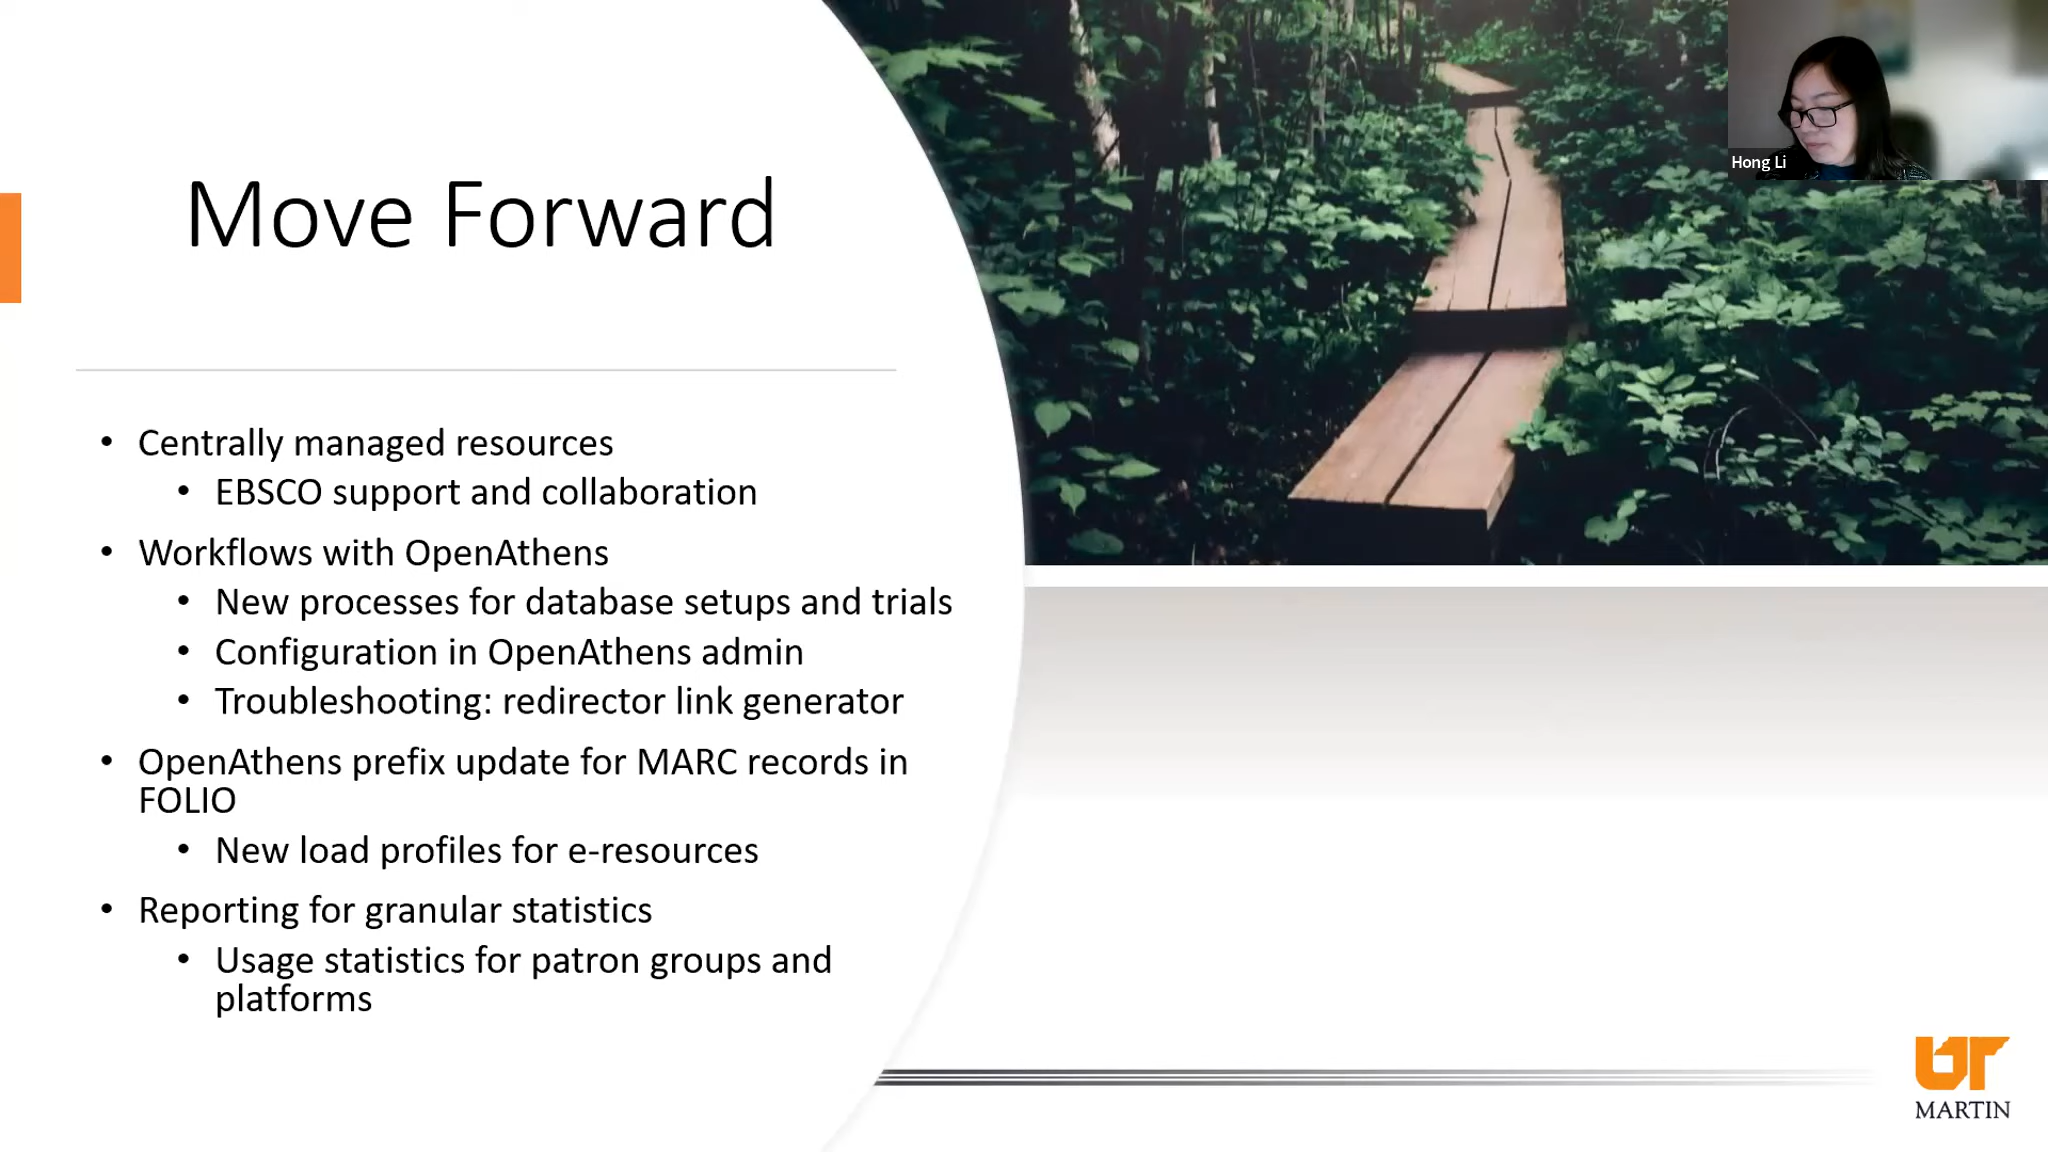 Move Forward
Hong Li
• Centrally managed resources
• EBSCO support and collaboration
• Workflows with OpenAthens
• New processes for database setups and trials
• Configuration in OpenAthens admin
• Troubleshooting: redirector link generator
• OpenAthens prefix update for MARC records in
FOLIO
• New load profiles for e-resources
• Reporting for granular statistics
• Usage statistics for patron groups and
platforms
UT
MARTIN